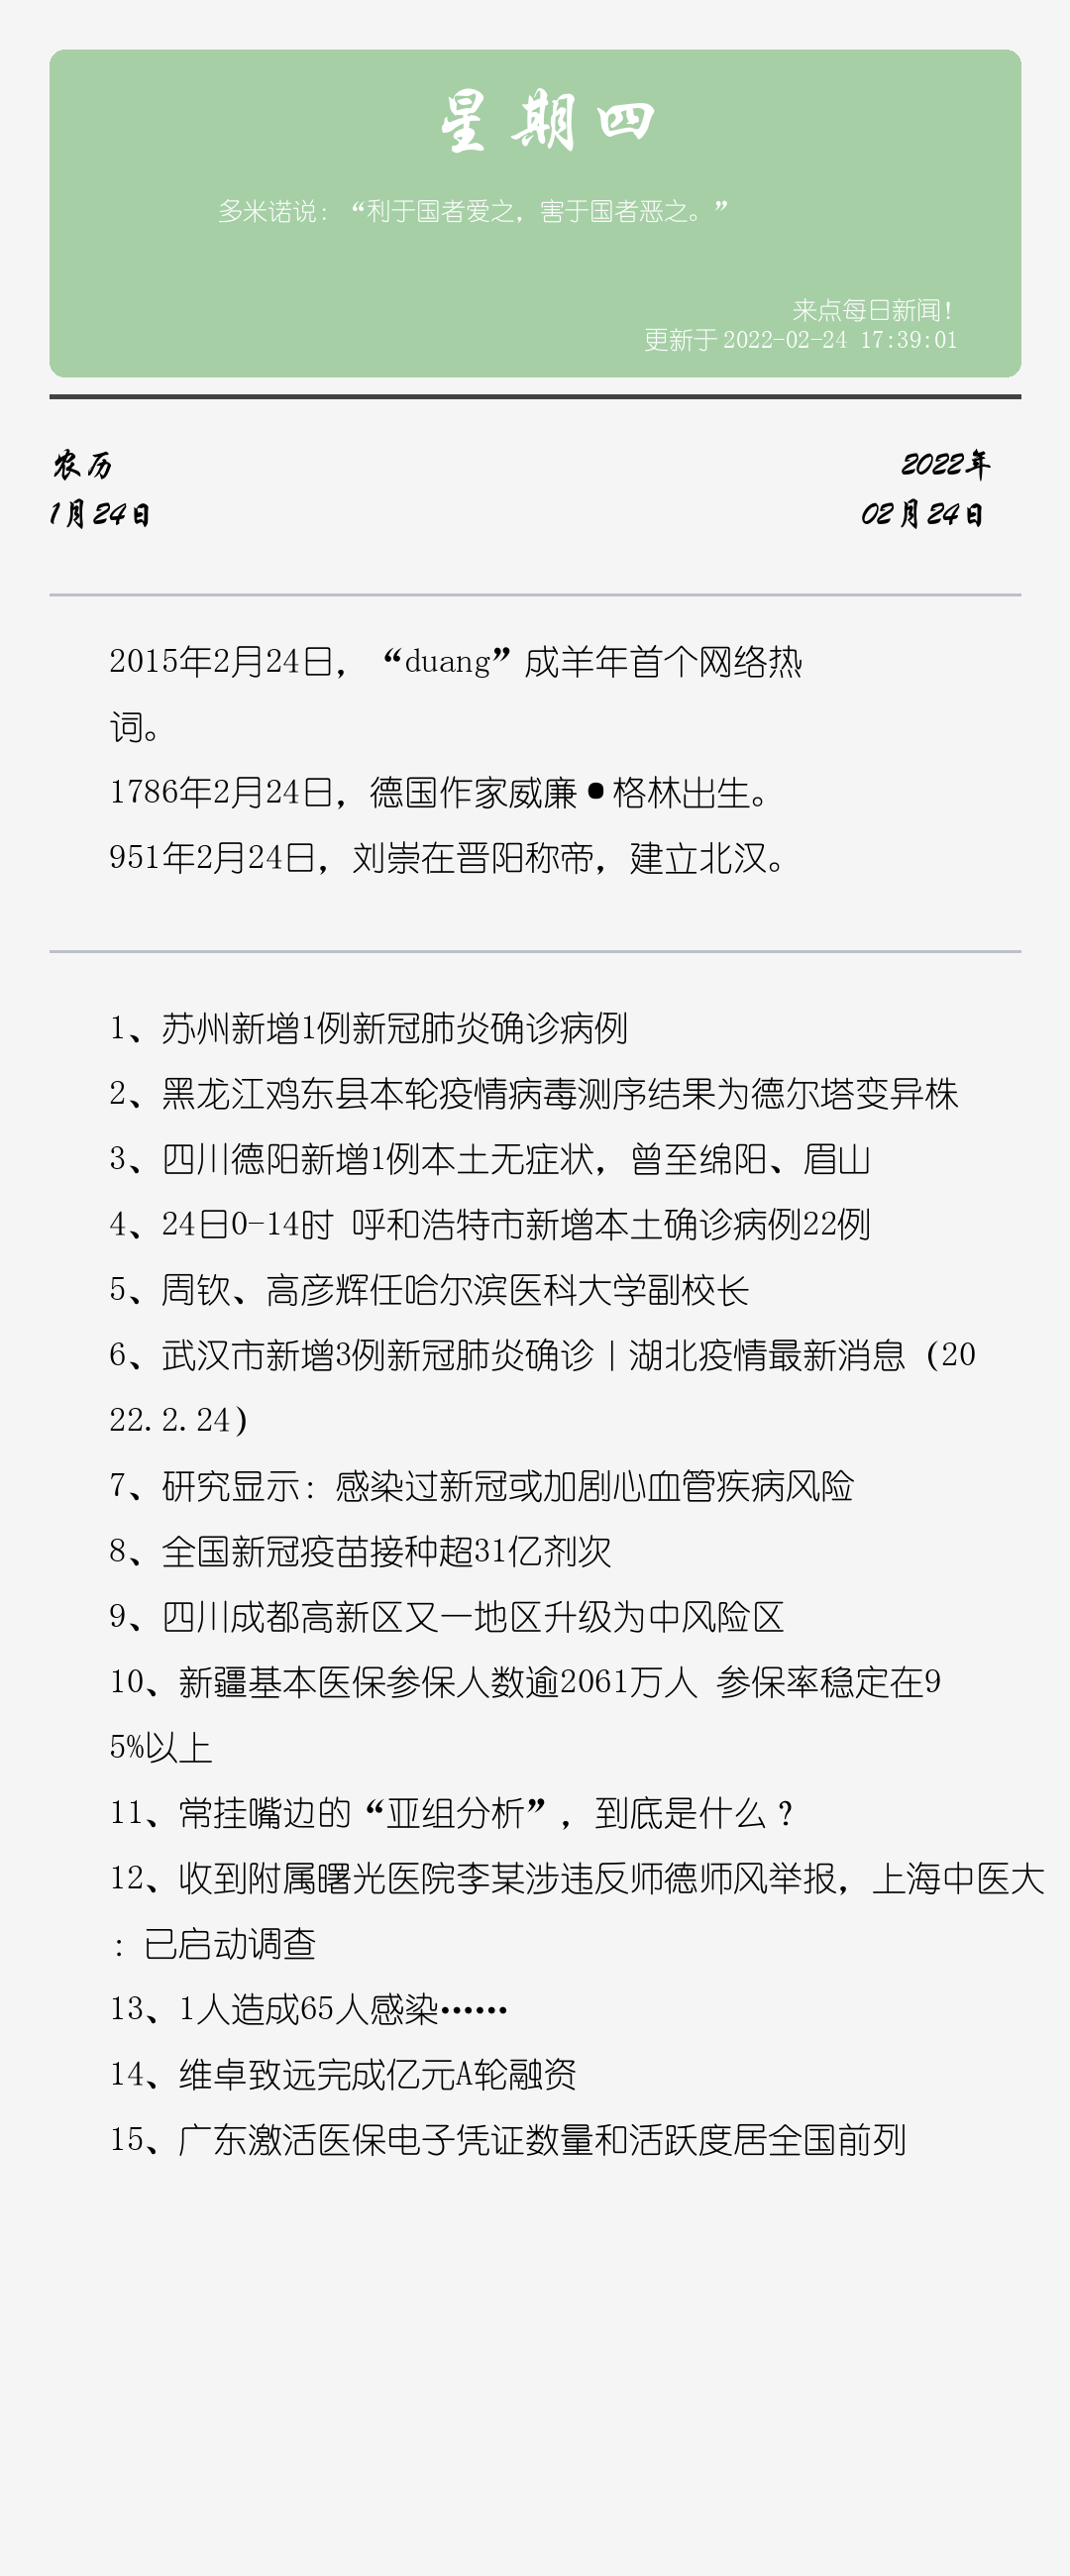 星期四
多米诺说：“利于国者爱之，害于国者恶之。”
来点每日新闻！
更新于 2022-02-24 17:39:01
农历
2022年
1月24日
02月24日
2015年2月24日，“duang”成羊年首个网络热
词。
1786年2月24日，德国作家威廉•格林出生。
951年2月24日，刘崇在晋阳称帝，建立北汉。
1、苏州新增1例新冠肺炎确诊病例
2、黑龙江鸡东县本轮疫情病毒测序结果为德尔塔变异株
3、四川德阳新增1例本土无症状，曾至绵阳、眉山
4、24日0-14时 呼和浩特市新增本土确诊病例22例
5、周钦、高彦辉任哈尔滨医科大学副校长
6、武汉市新增3例新冠肺炎确诊｜湖北疫情最新消息（20
22.2.24）
7、研究显示：感染过新冠或加剧心血管疾病风险
8、全国新冠疫苗接种超31亿剂次
9、四川成都高新区又一地区升级为中风险区
10、新疆基本医保参保人数逾2061万人 参保率稳定在9
5%以上
11、常挂嘴边的“亚组分析”，到底是什么？
12、收到附属曙光医院李某涉违反师德师风举报，上海中医大
：已启动调查
13、1人造成65人感染……
14、维卓致远完成亿元A轮融资
15、广东激活医保电子凭证数量和活跃度居全国前列